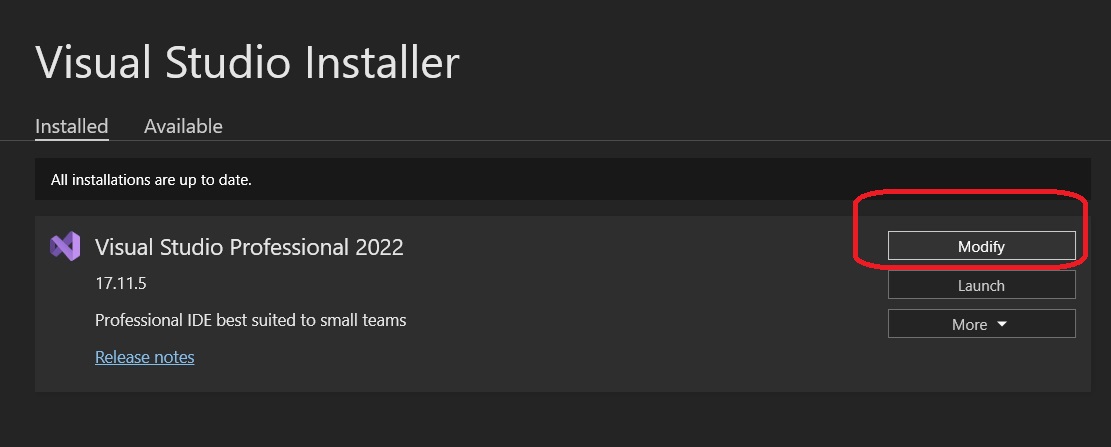 Visual Studio Installer
Installed Available
All installations are up to date.
Visual Studio Professional 2022
17.11.5
Professional IDE best suited to small teams
Release notes
Modify
Launch
More